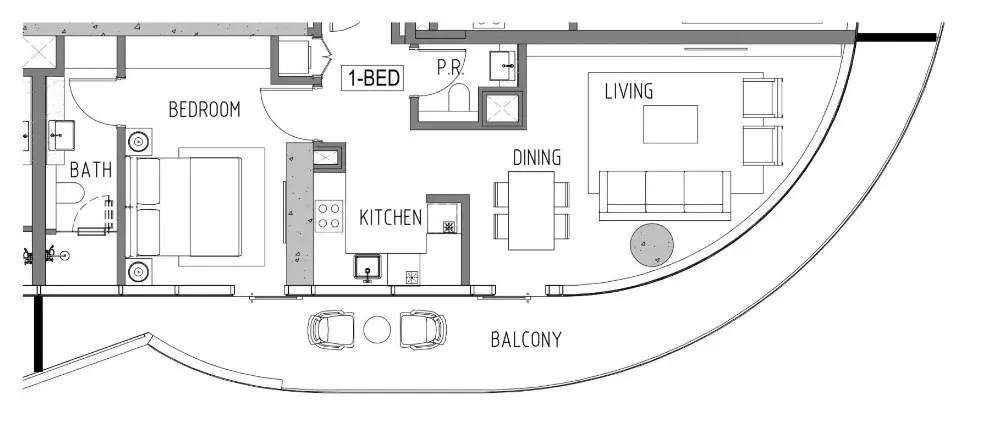 P.R.
1-BED
LIVING
BEDROOM
DINING
BATH
KITCHEN
BALCONY